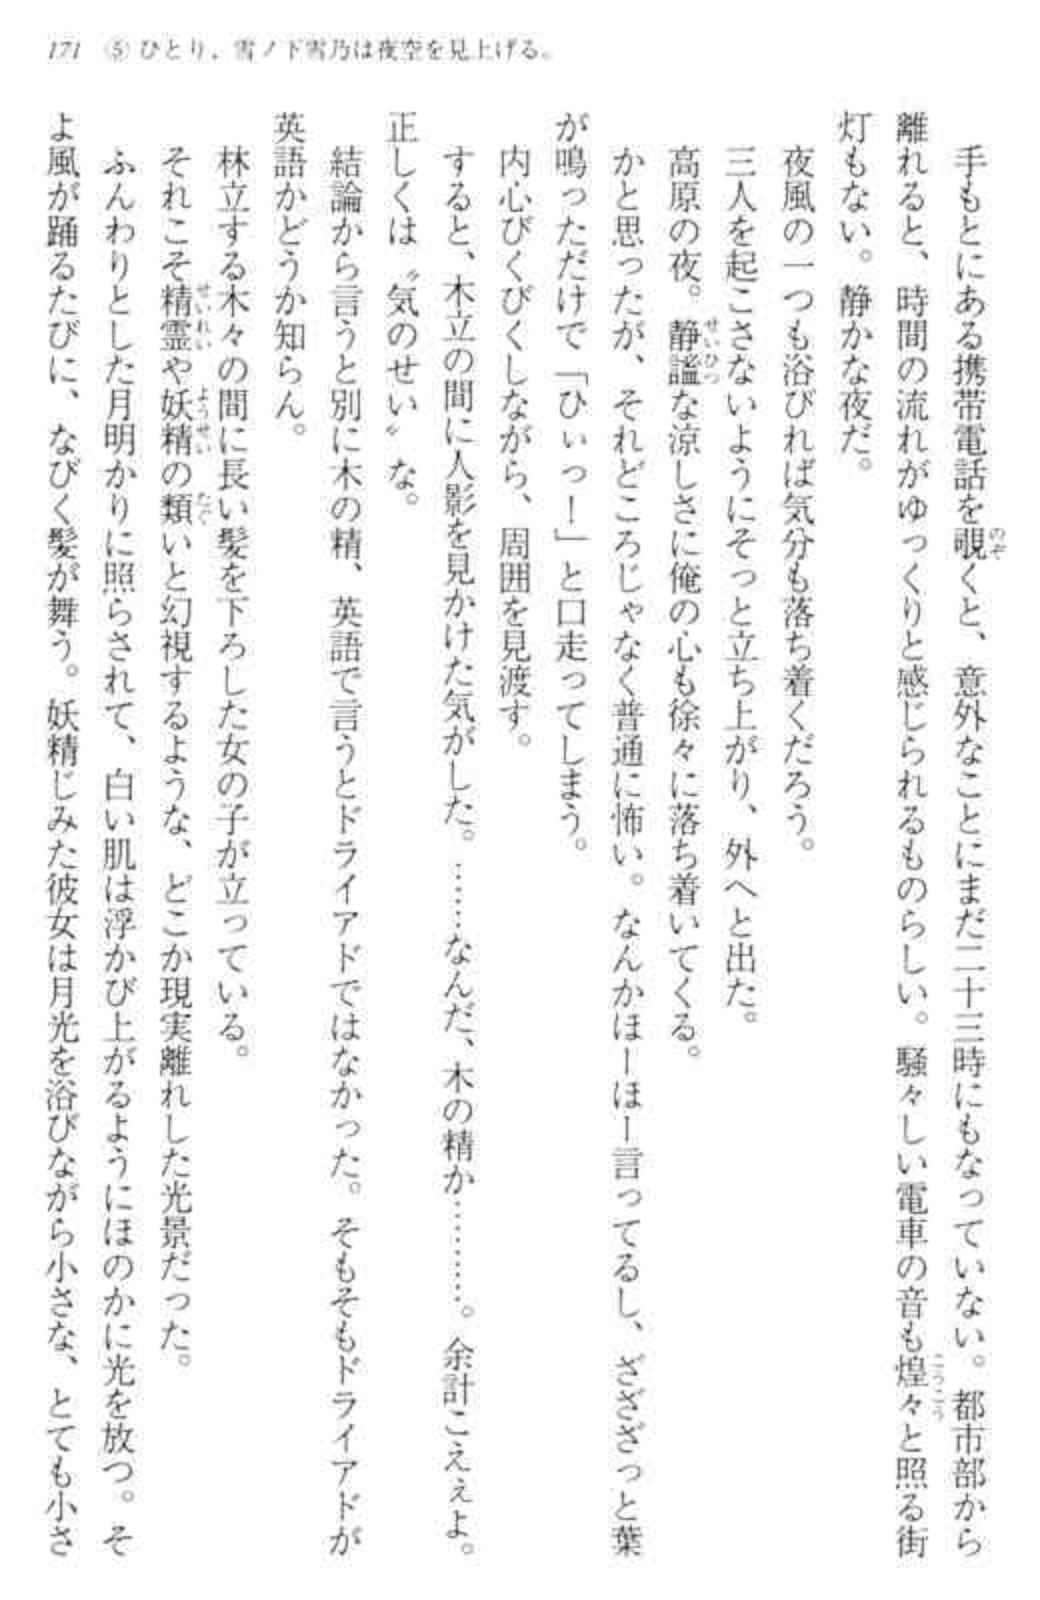 171 ⑤ ひとり、雪ノ下雪乃は夜空を見上げる。
手もとにある携帯電話を覗くと、意外なことにまだ二十三時にもなっていない。都市部から
離れると、時間の流れがゆっくりと感じられるものらしい。騒々しい電車の音も煌々と照る街
灯もない。静かな夜だ。
夜風の一つも浴びれば気分も落ち着くだろう。
三人を起こさないようにそっと立ち上がり、外へと出た。
高原の夜。静謐な涼しさに俺の心も徐々に落ち着いてくる。
かと思ったが、それどころじゃなく普通に怖い。なんかほーほー言ってるし、ざざざっと葉
が鳴っただけで「ひぃっ！」と口走ってしまう。
内心びくびくしながら、周囲を見渡す。
すると、木立の間に人影を見かけた気がした。……なんだ、木の精か………。余計こえぇよ。
正しくは〝気のせい〟な。
結論から言うと別に木の精、英語で言うとドライアドではなかった。そもそもドライアドが
英語かどうか知らん。
林立する木々の間に長い髪を下ろした女の子が立っている。
それこそ精霊や妖精の類いと幻視するような、どこか現実離れした光景だった。
ふんわりとした月明かりに照らされて、白い肌は浮かび上がるようにほのかに光を放つ。そ
よ風が踊るたびに、なびく髪が舞う。妖精じみた彼女は月光を浴びながら小さな、とても小さ